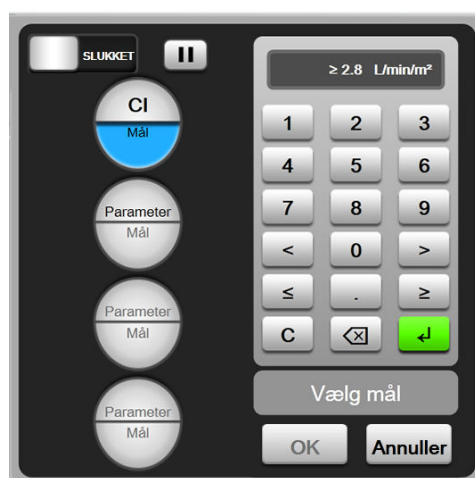 SLUKKET
CI
Mål
Parameter
Mål
Parameter
Mål
Parameter
Mål
≥ 2.8 L/min/m²
1 2 3
4 5 6
7 8 9
< 0 >
≤ . ≥
C
Vælg mål
OK Annuller